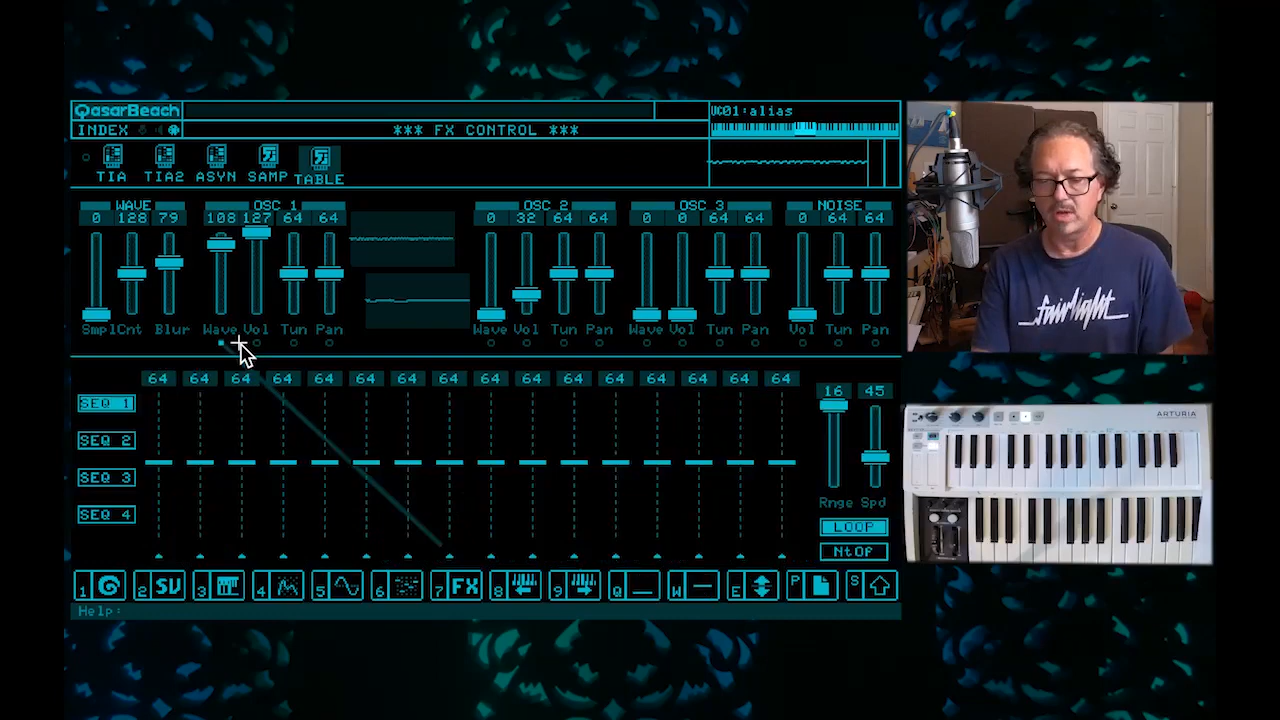 QasarBeach
VC01:alias
INDEX
*** FX CONTROL ***
TIA TIA2 ASYN SAMP TABLE
WAVE OSC 1 OSC 2 OSC 3 NOISE
0 128 79 108 127 64 64 0 32 64 64 0 0 64 64 0 64 64
Smpl Cnt Blur Wave Vol Tun Pan Wave Vol Tun Pan Wave Vol Tun Pan Vol Tun Pan
64 64 64 64 64 64 64 64 64 64 64 64 64 64 64 64
16 45
SEQ 1
SEQ 2
SEQ 3
SEQ 4
Rnge Spd
LOOP
NtOf
1 2 SV 3 4 5 6 7 FX 8 9 Q W E P S
Help:
fairlight
ARTURIA